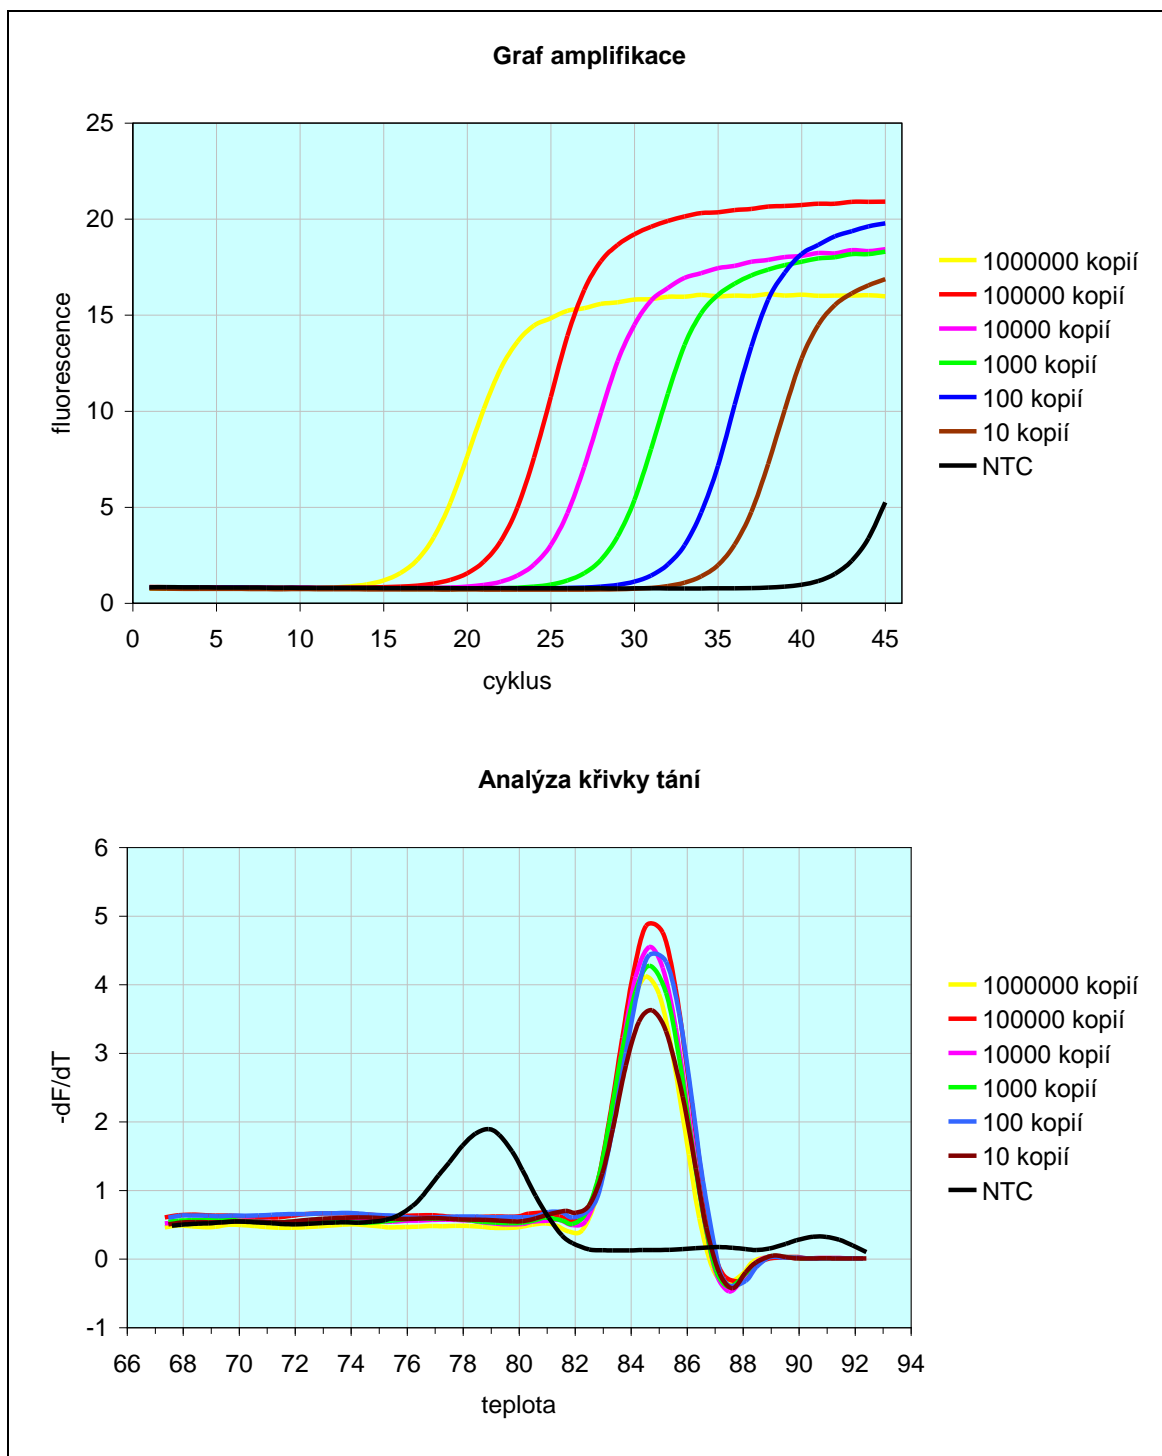 Graf amplifikace
25
20
15
10
5
0
fluorescence
0 5 10 15 20 25 30 35 40 45
cyklus
1000000 kopií
100000 kopií
10000 kopií
1000 kopií
100 kopií
10 kopií
NTC
Analýza křivky tání
6
5
4
3
2
1
0
-1
-dF/dT
66 68 70 72 74 76 78 80 82 84 86 88 90 92 94
teplota
1000000 kopií
100000 kopií
10000 kopií
1000 kopií
100 kopií
10 kopií
NTC